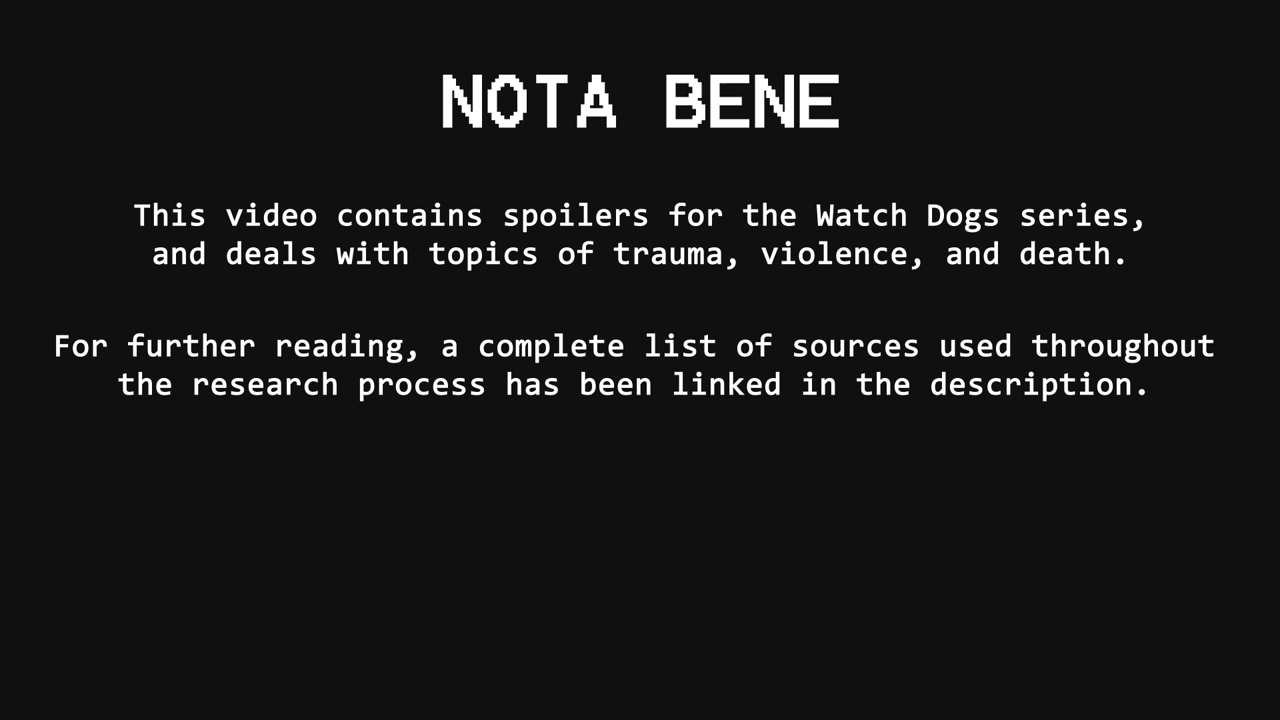 NOTA BENE
This video contains spoilers for the Watch Dogs series,
and deals with topics of trauma, violence, and death.
For further reading, a complete list of sources used throughout
the research process has been linked in the description.